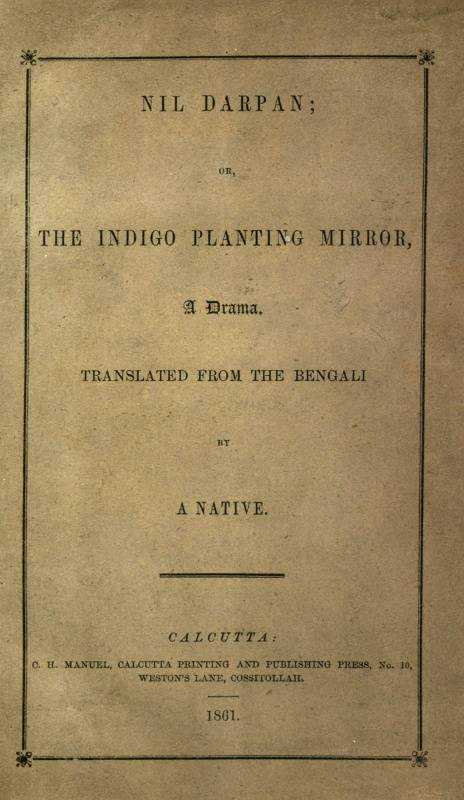 NIL DARPAN;
OR,
THE INDIGO PLANTING MIRROR,
A Drama.
TRANSLATED FROM THE BENGALI
BY
A NATIVE.
CALCUTTA:
C. H. MANUEL, CALCUTTA PRINTING AND PUBLISHING PRESS, No. 10,
WESTON'S LANE, COSSITOLLAH.
1861.